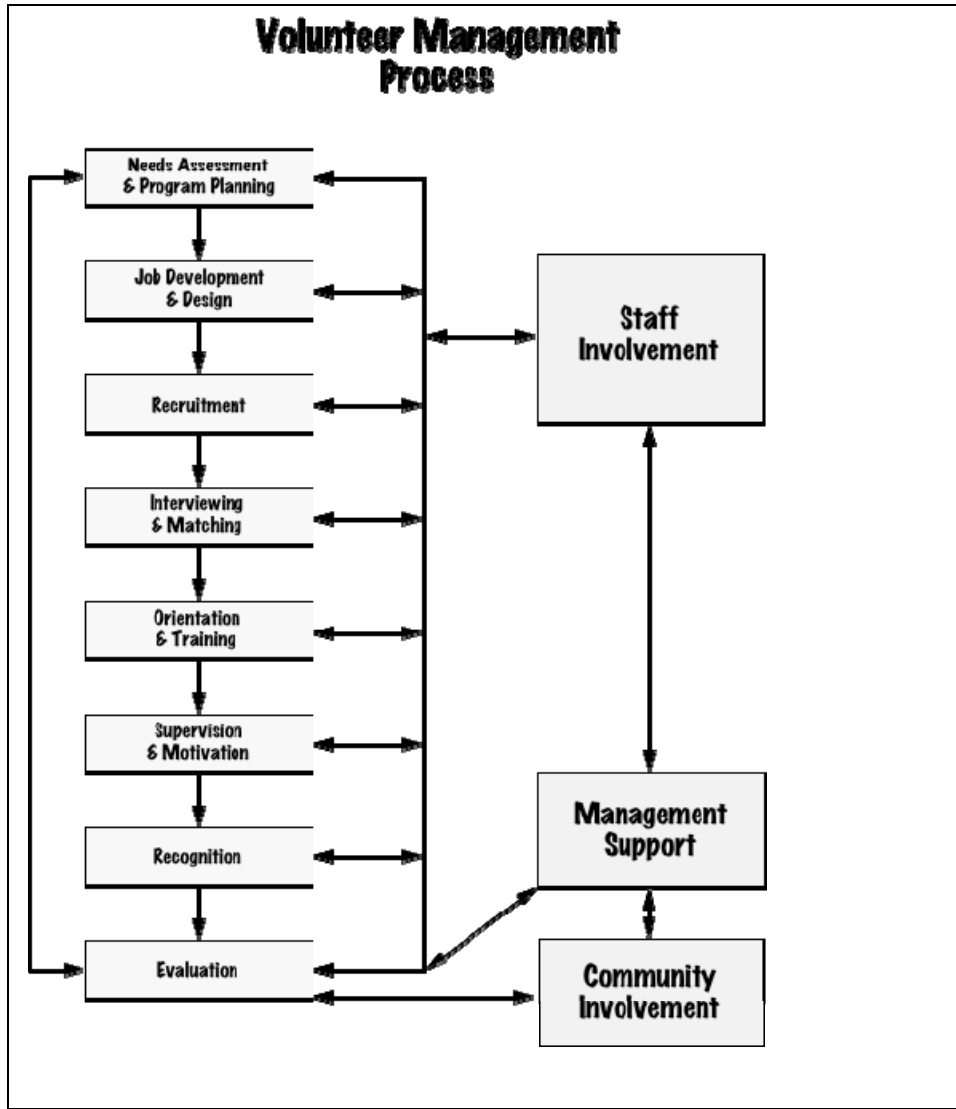 Volunteer Management
Process
Needs Assessment
& Program Planning
Job Development
& Design
Recruitment
Interviewing
& Matching
Orientation
& Training
Supervision
& Motivation
Recognition
Evaluation
Staff
Involvement
Management
Support
Community
Involvement